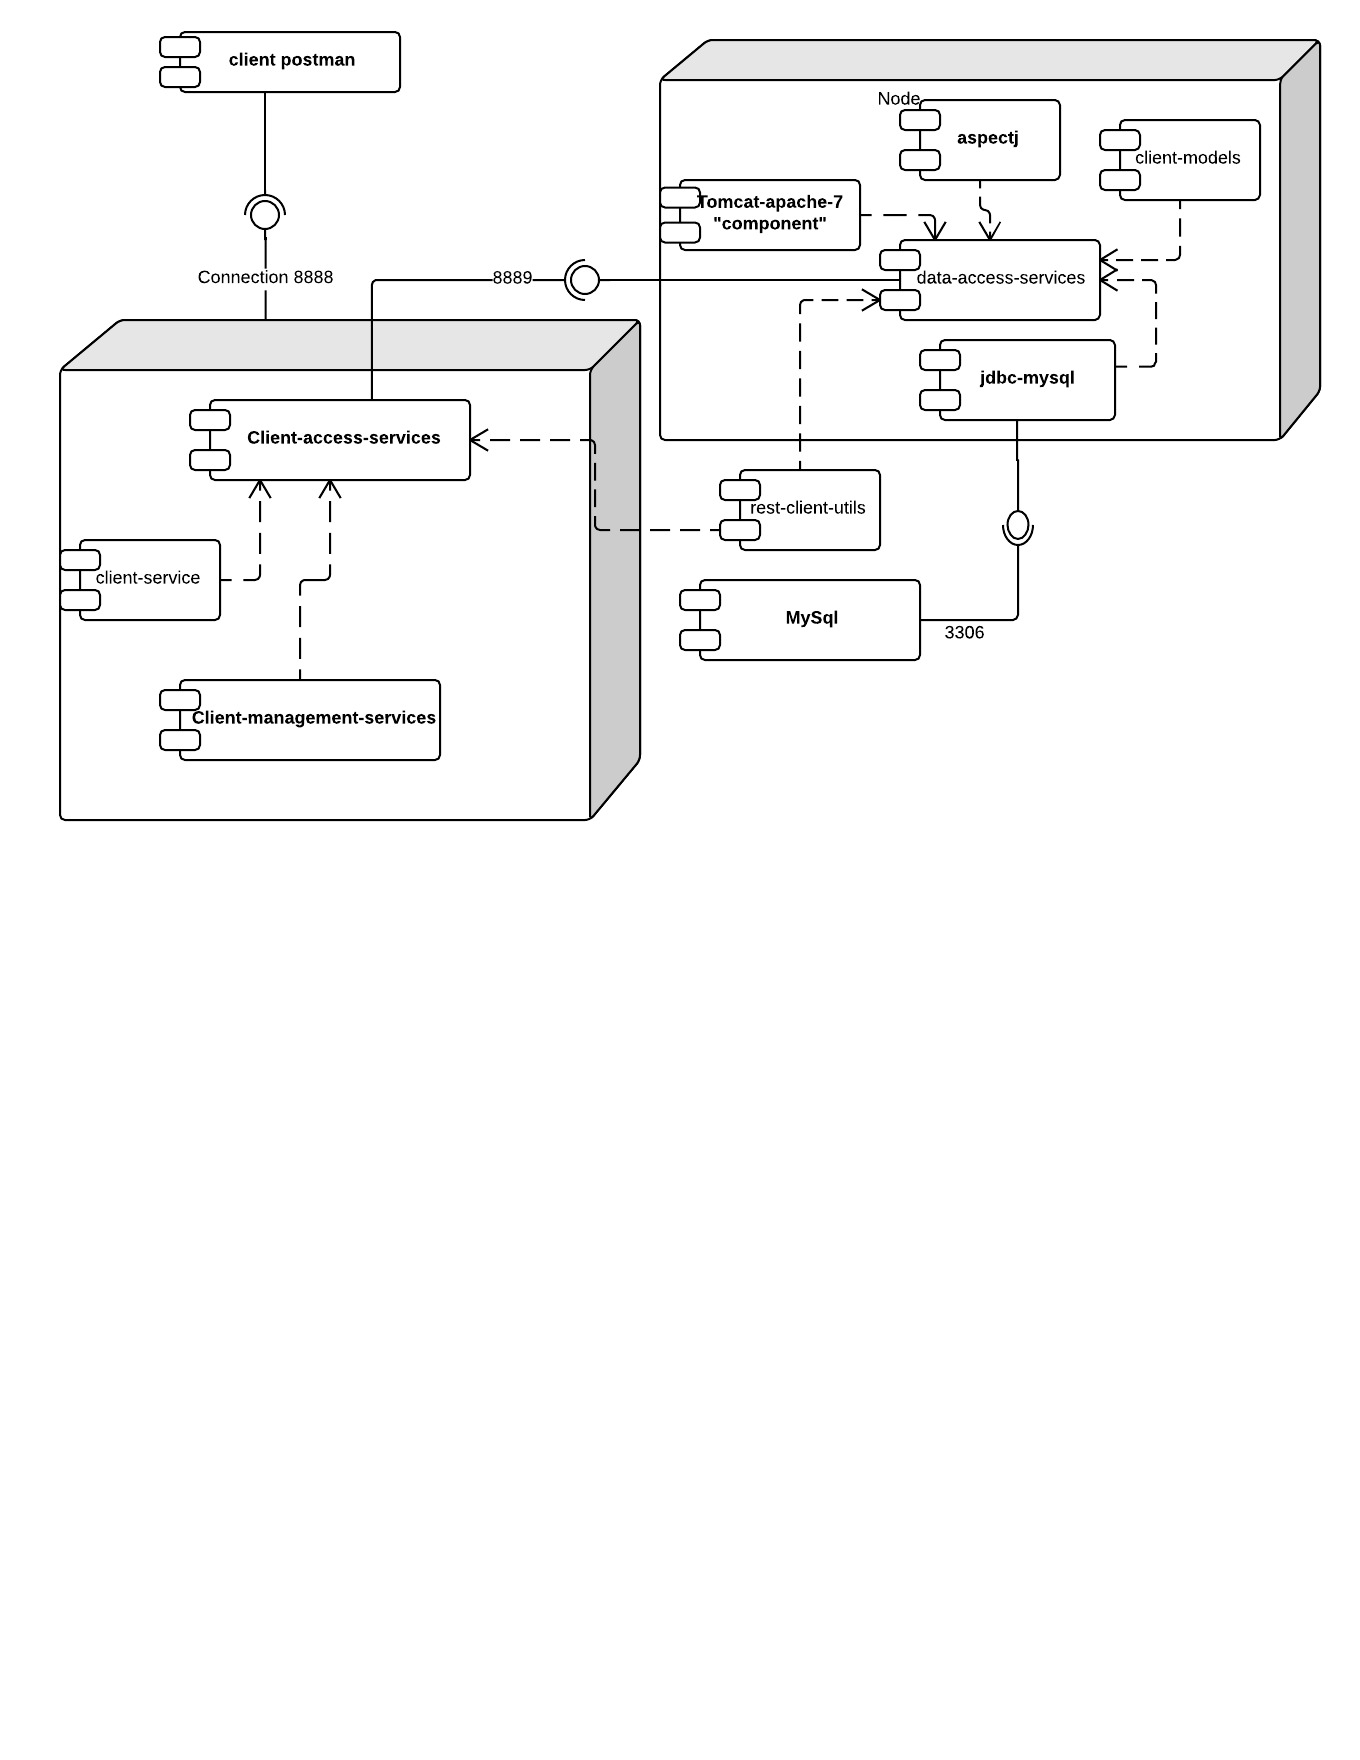 client postman
Node
aspectj
client-models
Tomcat-apache-7
"component"
Connection 8888
8889
data-access-services
jdbc-mysql
Client-access-services
rest-client-utils
client-service
MySql
3306
Client-management-services